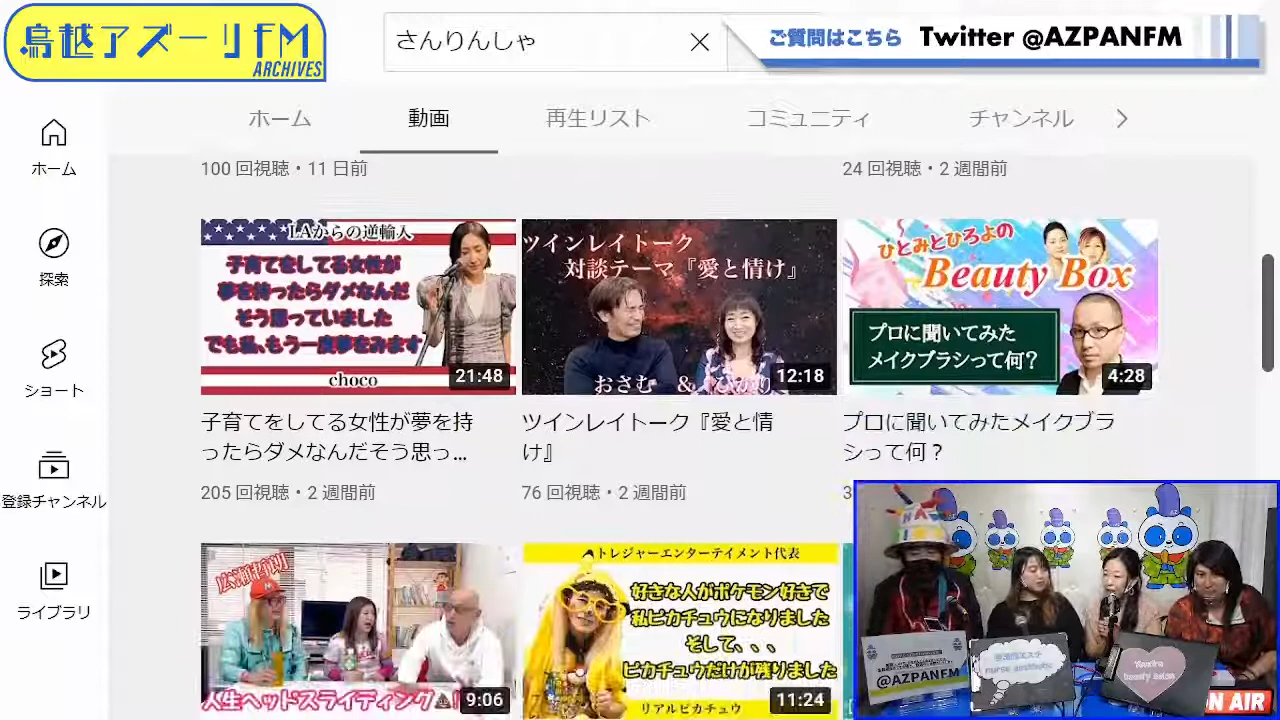 鳥越アズーリFM
ARCHIVES
さんりんしゃ
ご質問はこちら Twitter @AZPANFM
ホーム
動画
再生リスト
コミュニティ
チャンネル
ホーム
探索
ショート
登録チャンネル
ライブラリ
100 回視聴・11 日前
24 回視聴・2 週間前
LAからの逆輸入
子育てをしてる女性が
夢を持ったらダメなんだ
そう思っていました
でも私、もう一度夢をみます
choco
21:48
ツインレイトーク
対談テーマ『愛と情け』
おさむ & ひかり
12:18
ひとみとひろよの
Beauty Box
プロに聞いてみた
メイクブラシって何?
4:28
子育てをしてる女性が夢を持
ったらダメなんだそう思っ...
205 回視聴・2 週間前
ツインレイトーク『愛と情
け』
76 回視聴・2 週間前
プロに聞いてみたメイクブラ
シって何？
3
広瀬哲朗
人生ヘッドスライディング
9:06
トレジャーエンターテイメント代表
好きな人がポケモン好きで
私ピカチュウになりました
そして、、、
ピカチュウだけが残りました
リアルピカチュウ
11:24
@AZPANFM
beauty salon
ON AIR